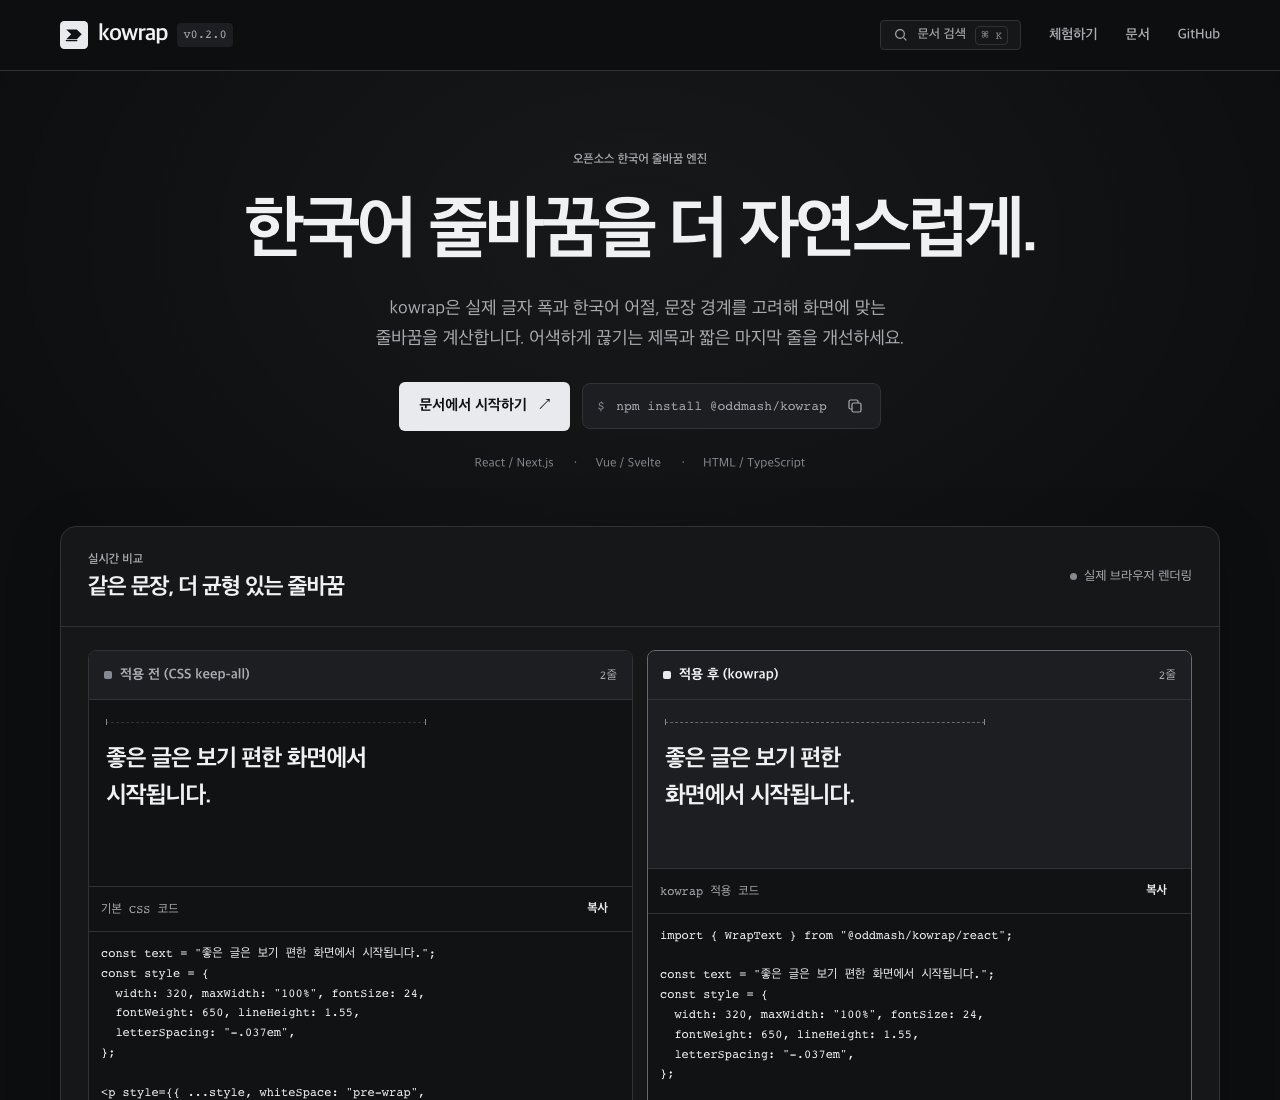 kowrap v0.2.0
문서 검색 ⌘ K
체험하기
문서
GitHub
오픈소스 한국어 줄바꿈 엔진
한국어 줄바꿈을 더 자연스럽게.
kowrap은 실제 글자 폭과 한국어 어절, 문장 경계를 고려해 화면에 맞는
줄바꿈을 계산합니다. 어색하게 끊기는 제목과 짧은 마지막 줄을 개선하세요.
문서에서 시작하기 ↗
$ npm install @oddmash/kowrap
React / Next.js · Vue / Svelte · HTML / TypeScript
실시간 비교
같은 문장, 더 균형 있는 줄바꿈
실제 브라우저 렌더링
적용 전 (CSS keep-all) 2줄
좋은 글은 보기 편한 화면에서
시작됩니다.
기본 CSS 코드 복사
const text = "좋은 글은 보기 편한 화면에서 시작됩니다.";
const style = {
  width: 320, maxWidth: "100%", fontSize: 24,
  fontWeight: 650, lineHeight: 1.55,
  letterSpacing: "-.037em",
};
<p style={{ ...style, whiteSpace: "pre-wrap",
적용 후 (kowrap) 2줄
좋은 글은 보기 편한
화면에서 시작됩니다.
kowrap 적용 코드 복사
import { WrapText } from "@oddmash/kowrap/react";
const text = "좋은 글은 보기 편한 화면에서 시작됩니다.";
const style = {
  width: 320, maxWidth: "100%", fontSize: 24,
  fontWeight: 650, lineHeight: 1.55,
  letterSpacing: "-.037em",
};